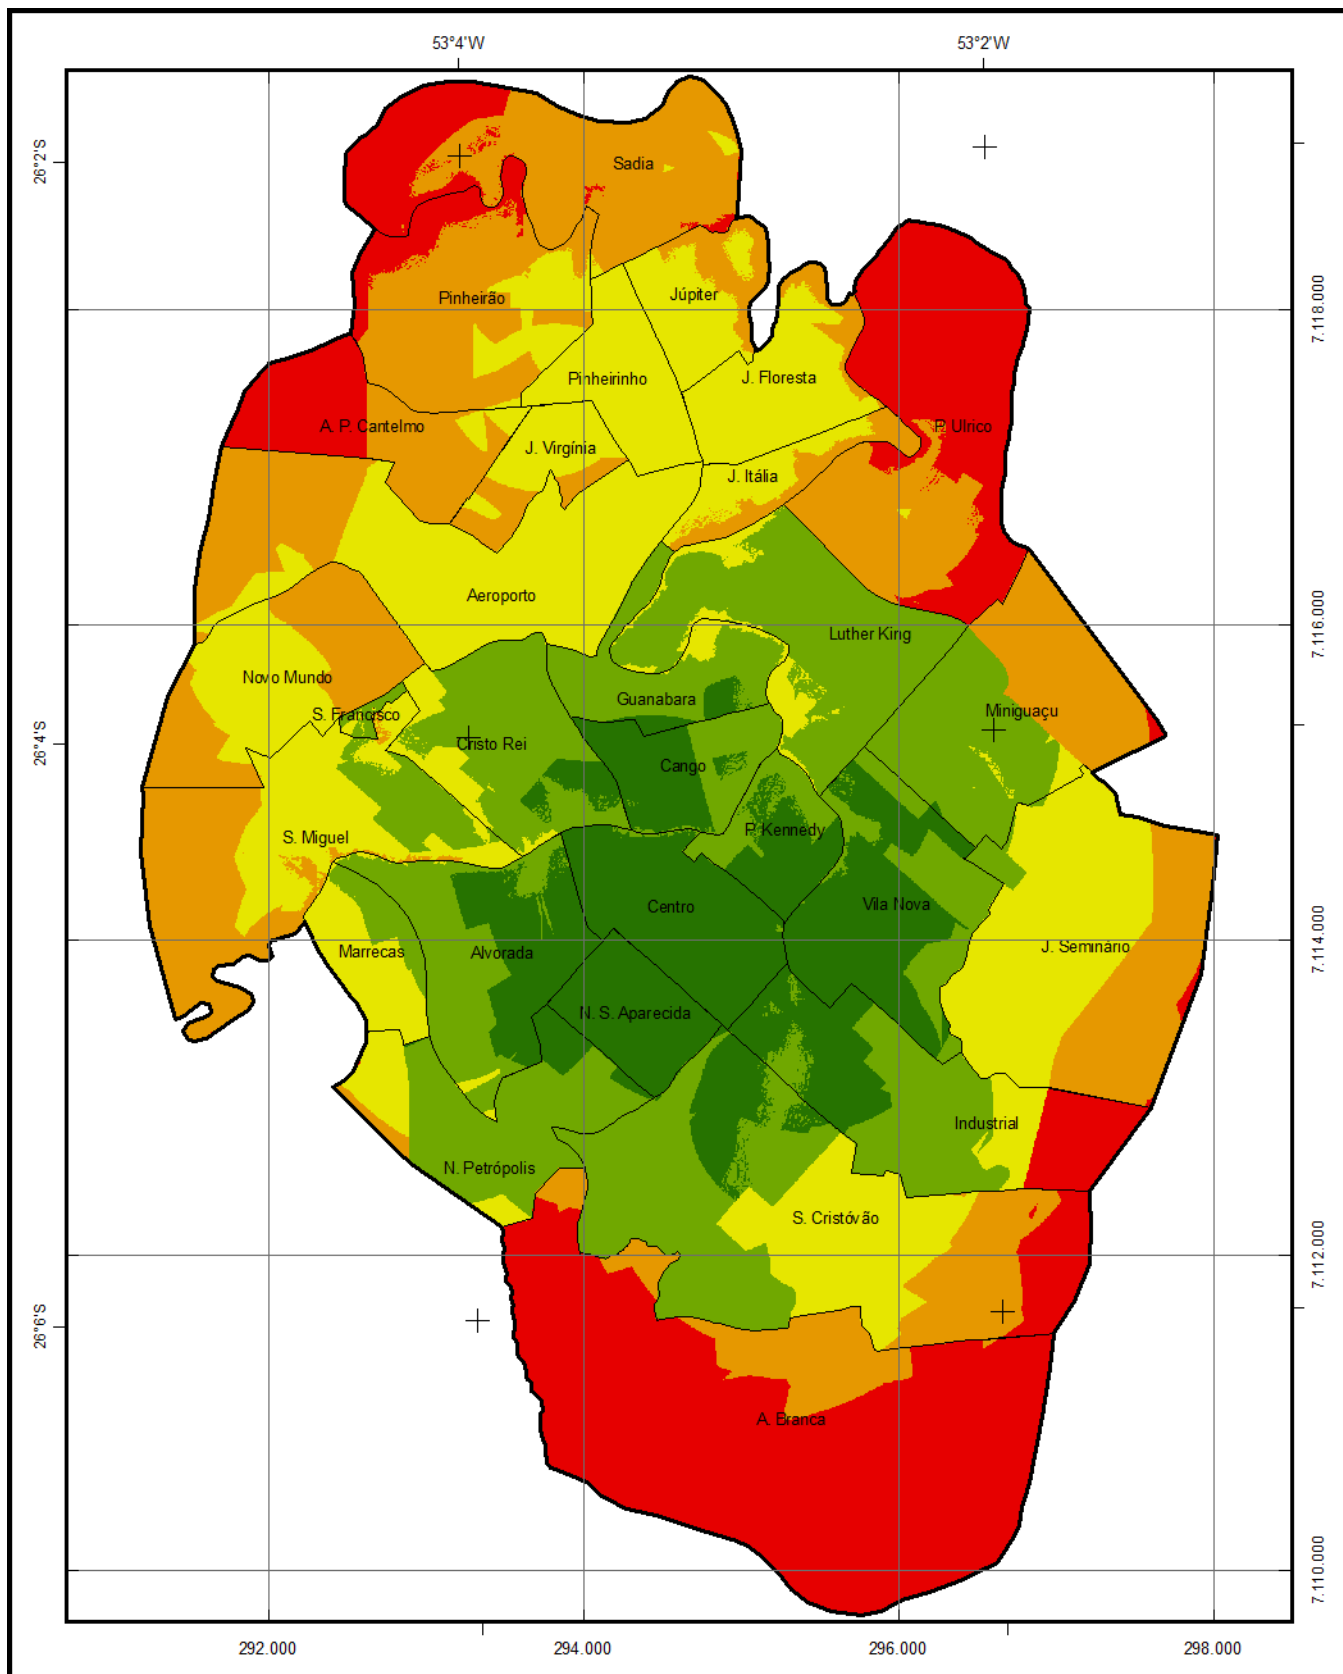 53°4'W
53°2'W
26°2'S
Sadia
Pinheirão
Júpiter
7.118.000
Pinheirinho
J. Floresta
A. P. Cantelmo
P. Ulrico
J. Virgínia
J. Itália
Aeroporto
7.116.000
Luther King
Novo Mundo
Guanabara
S. Francisco
Miniguaçu
26°4'S
Cristo Rei
Cango
P. Kennedy
S. Miguel
Centro
Vila Nova
Marrecas
Alvorada
J. Seminário
7.114.000
N. S. Aparecida
Industrial
N. Petrópolis
S. Cristóvão
7.112.000
26°6'S
A. Branca
7.110.000
292.000
294.000
296.000
298.000